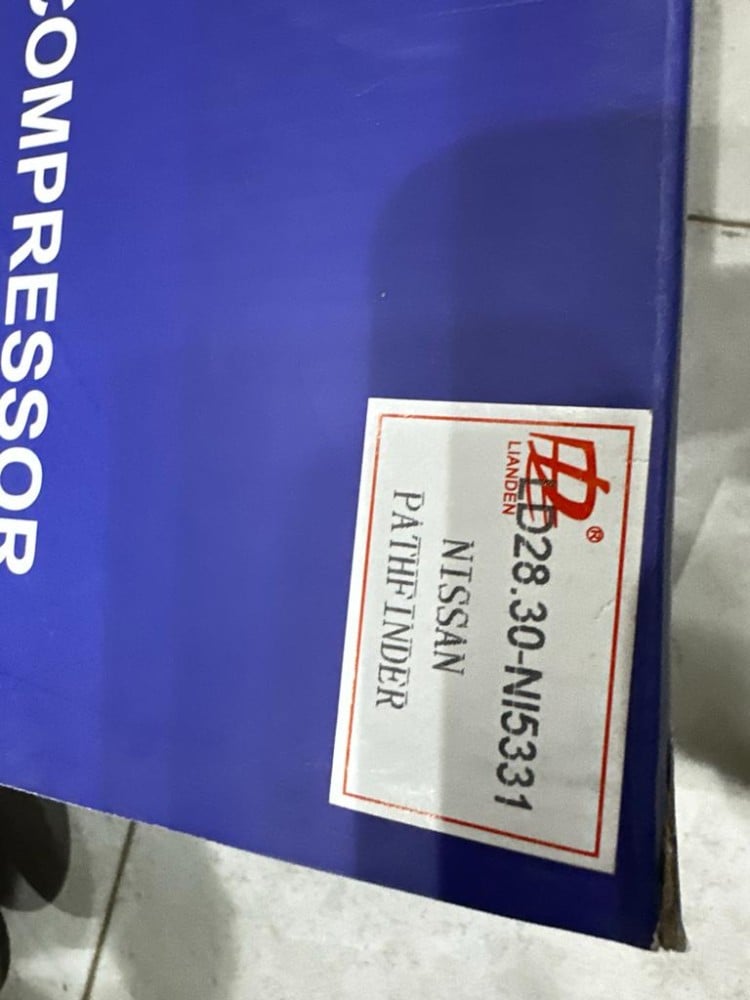 COMPRESSOR
LIANDEN
®
LD28.30-NI5331
NISSAN
PATHFINDER